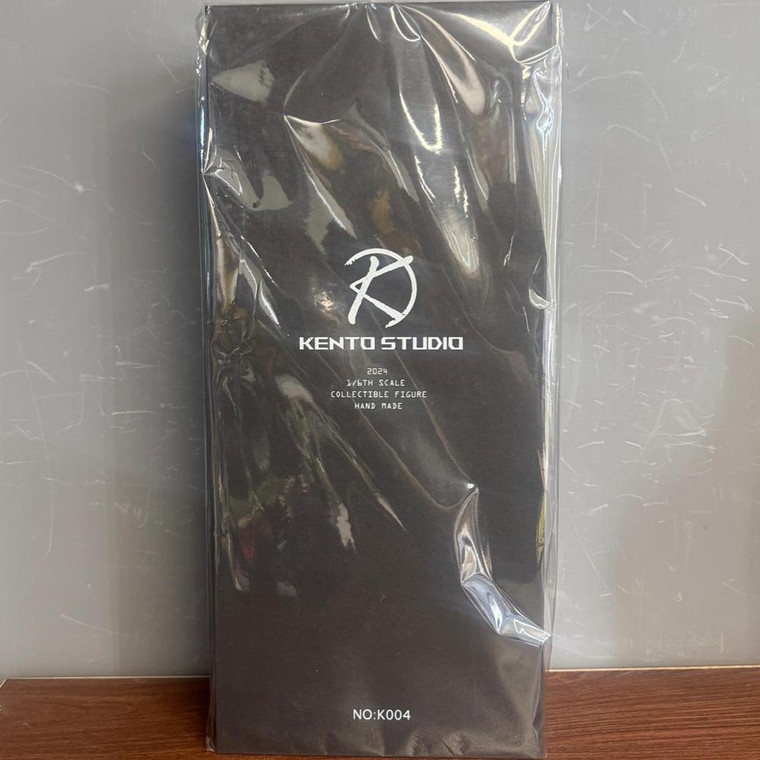 KENTO STUDIO
2024
1/6TH SCALE
COLLECTIBLE FIGURE
HAND MADE
NO:K004